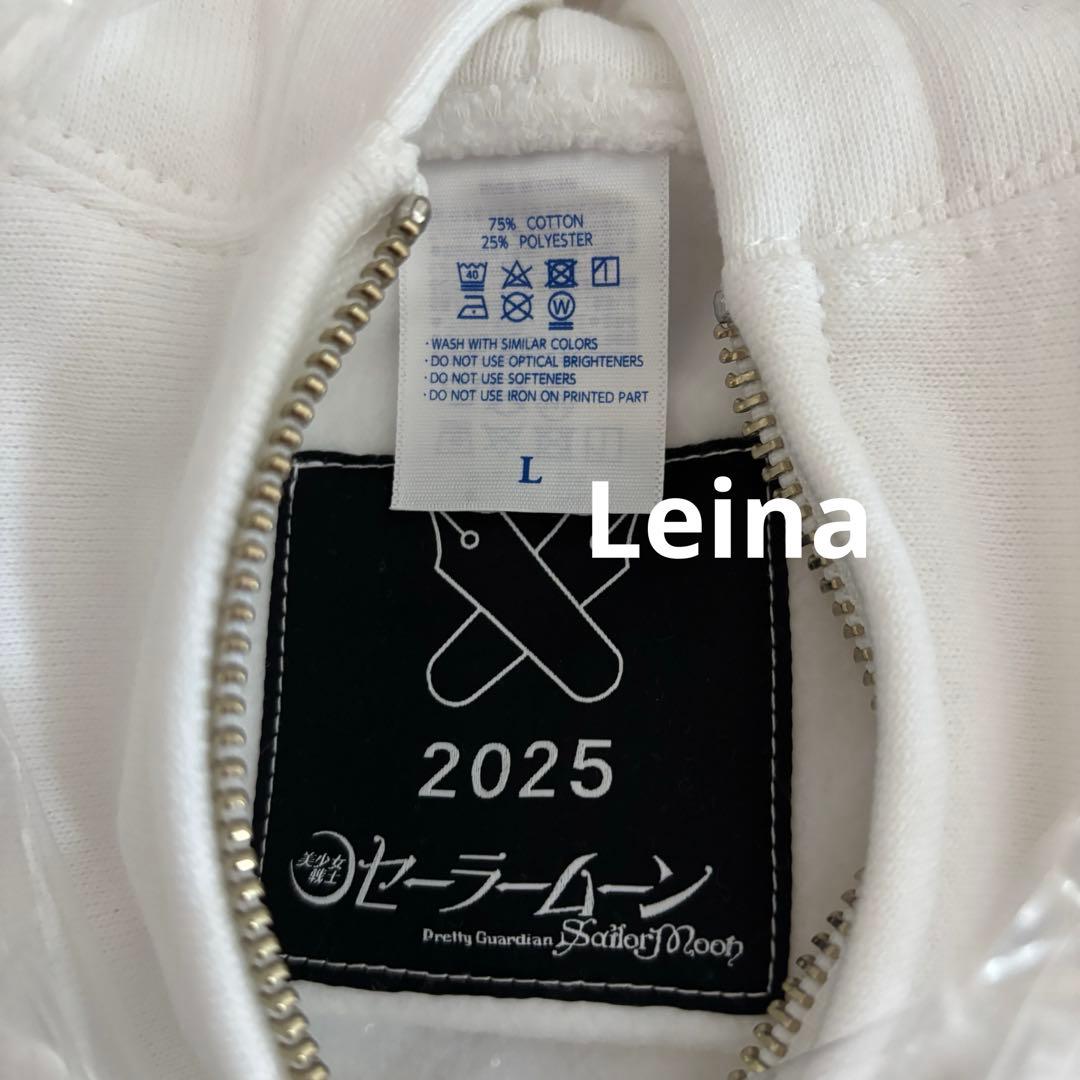 75% COTTON
25% POLYESTER
40
W
· WASH WITH SIMILAR COLORS
· DO NOT USE OPTICAL BRIGHTENERS
· DO NOT USE SOFTENERS
· DO NOT USE IRON ON PRINTED PART
L
Leina
2025
美少女
戦士
セーラームーン
Pretty Guardian Sailor Moon